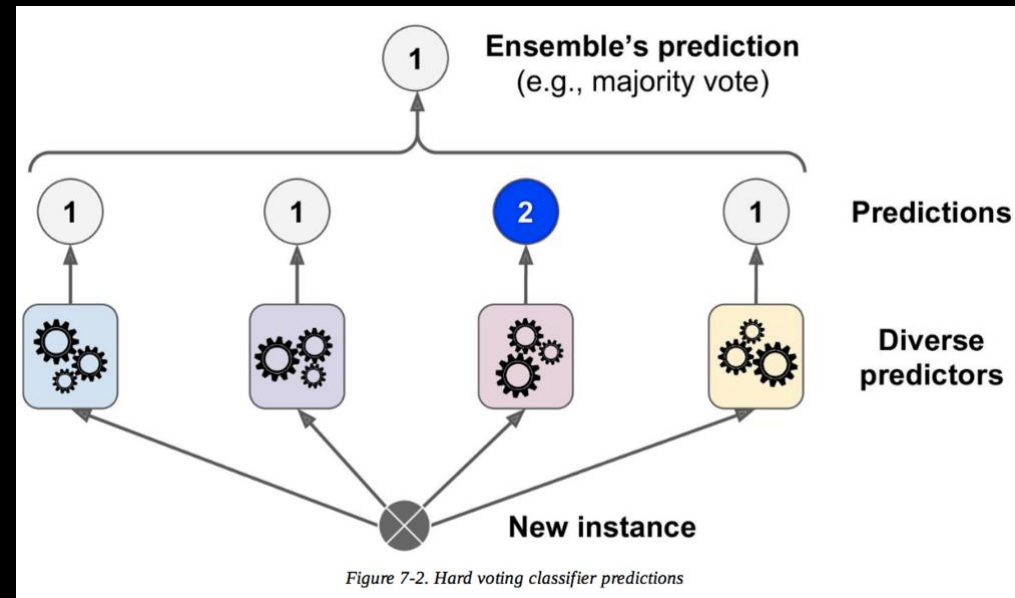 1 Ensemble's prediction
(e.g., majority vote)
1 1 2 1 Predictions
Diverse
predictors
New instance
Figure 7-2. Hard voting classifier predictions